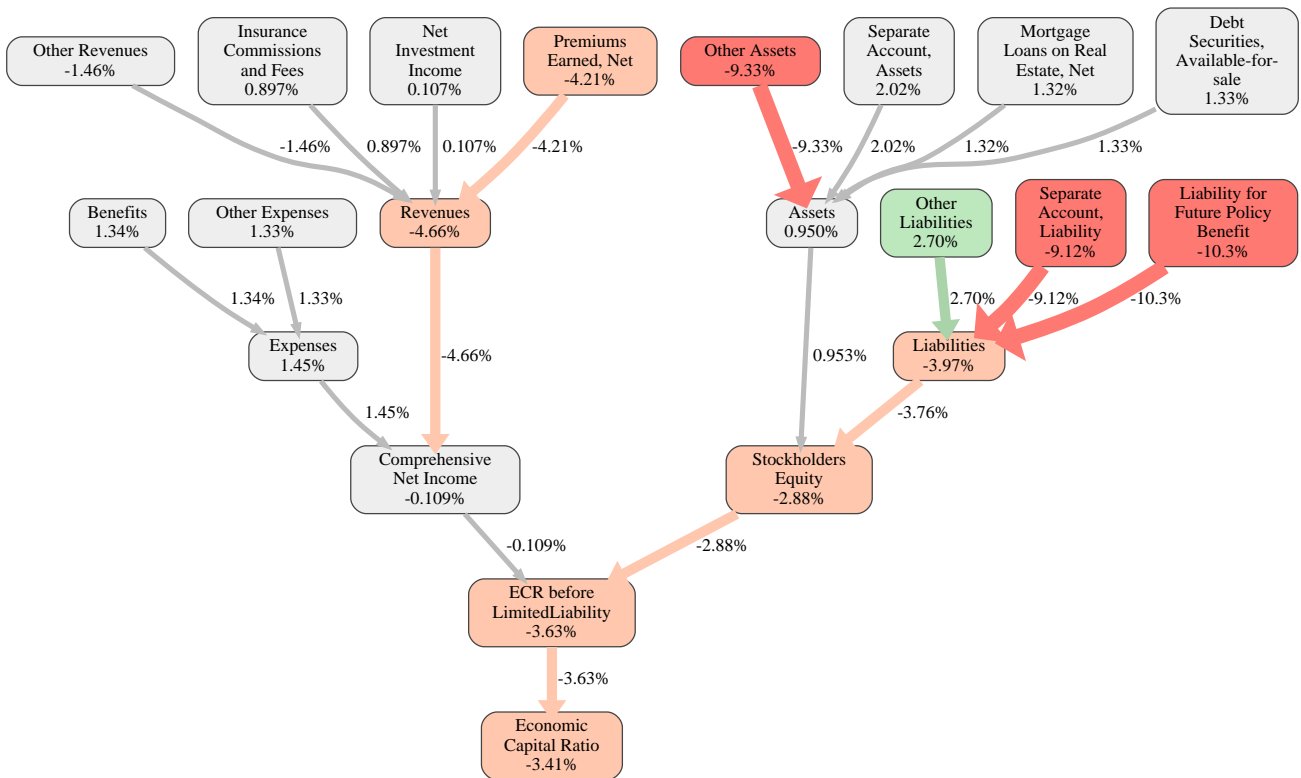 Other Revenues
-1.46%
Insurance
Commissions
and Fees
0.897%
Net
Investment
Income
0.107%
Premiums
Earned, Net
-4.21%
Other Assets
-9.33%
Separate
Account,
Assets
2.02%
Mortgage
Loans on Real
Estate, Net
1.32%
Debt
Securities,
Available-for-
sale
1.33%
-1.46%
0.897%
0.107%
-4.21%
-9.33%
2.02%
1.32%
1.33%
Benefits
1.34%
Other Expenses
1.33%
Revenues
-4.66%
Assets
0.950%
Other
Liabilities
2.70%
Separate
Account,
Liability
-9.12%
Liability for
Future Policy
Benefit
-10.3%
1.34%
1.33%
2.70%
-9.12%
-10.3%
Expenses
1.45%
-4.66%
0.953%
Liabilities
-3.97%
1.45%
-3.76%
Comprehensive
Net Income
-0.109%
Stockholders
Equity
-2.88%
-0.109%
-2.88%
ECR before
LimitedLiability
-3.63%
-3.63%
Economic
Capital Ratio
-3.41%